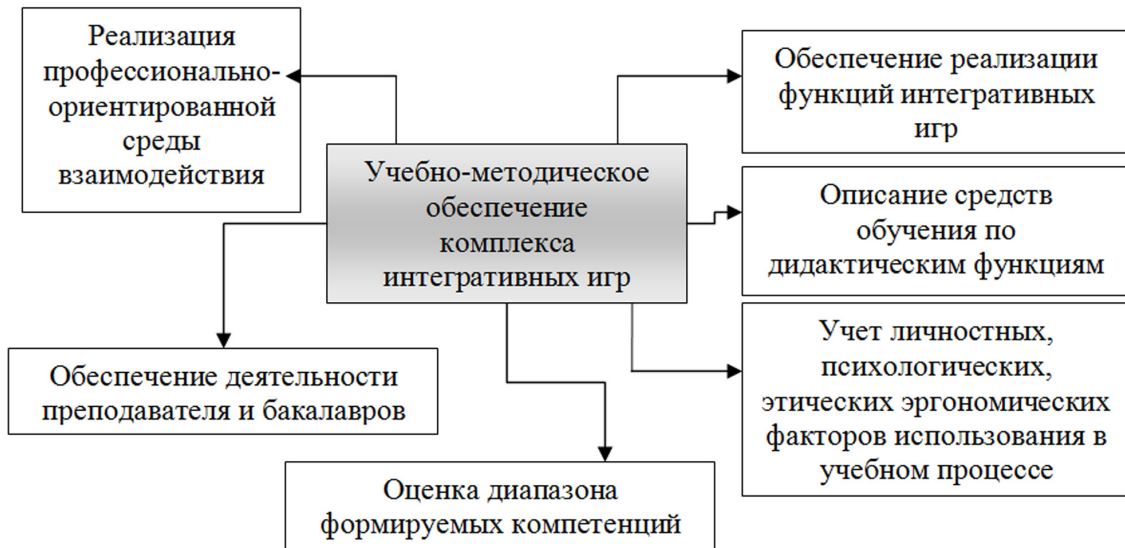 Реализация
профессионально-
ориентированной
среды
взаимодействия
Обеспечение реализации
функций интегративных
игр
Учебно-методическое
обеспечение
комплекса
интегративных игр
Описание средств
обучения по
дидактическим функциям
Обеспечение деятельности
преподавателя и бакалавров
Учет личностных,
психологических,
этических эргономических
факторов использования в
учебном процессе
Оценка диапазона
формируемых компетенций